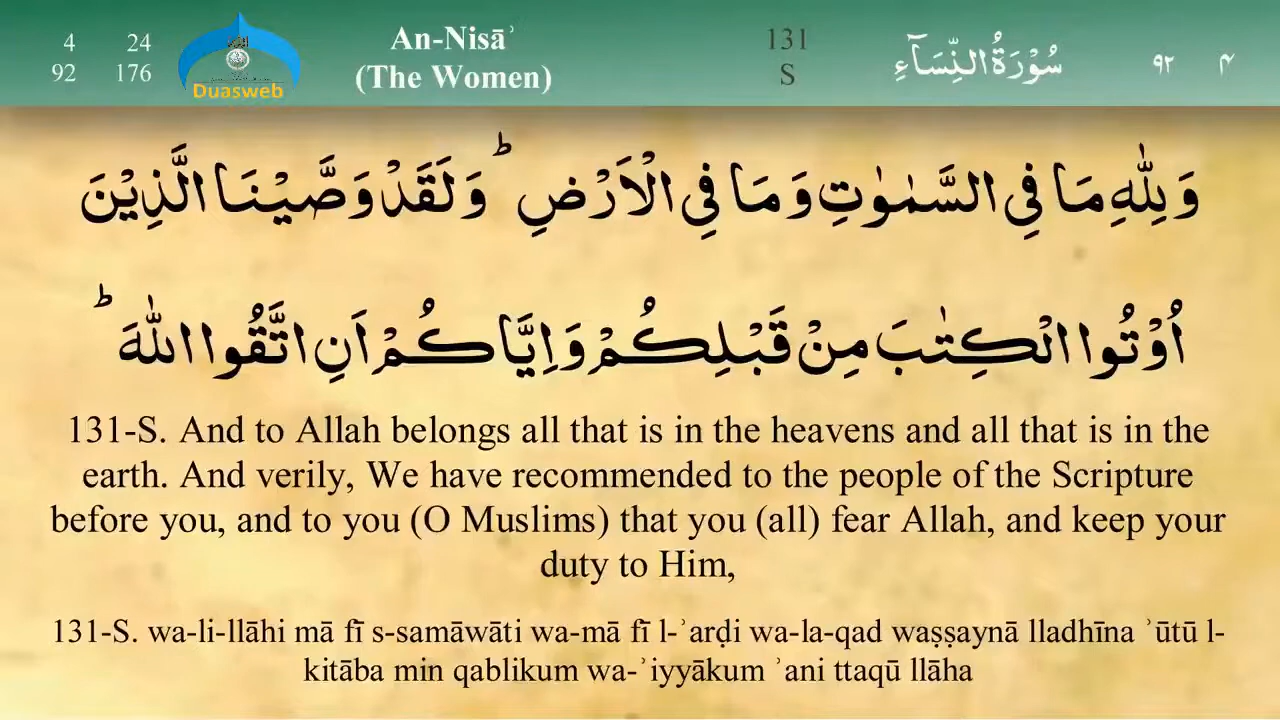 4 24
92 176
Duasweb
An-Nisāʾ
(The Women)
131
S
سُوْرَةُ النِّسَآءِ
٩٢ ٤
وَلِلّٰهِ مَا فِى السَّمٰوٰتِ وَمَا فِى الْاَرْضِ ؕ وَلَقَدْ وَصَّيْنَا الَّذِيْنَ
اُوْتُوا الْكِتٰبَ مِنْ قَبْلِكُمْ وَاِيَّاكُمْ اَنِ اتَّقُوا اللّٰهَ ؕ
131-S. And to Allah belongs all that is in the heavens and all that is in the
earth. And verily, We have recommended to the people of the Scripture
before you, and to you (O Muslims) that you (all) fear Allah, and keep your
duty to Him,
131-S. wa-li-llāhi mā fī s-samāwāti wa-mā fī l-ʾarḍi wa-la-qad waṣṣaynā lladhīna ʾūtū l-
kitāba min qablikum wa-ʾiyyākum ʾani ttaqū llāha